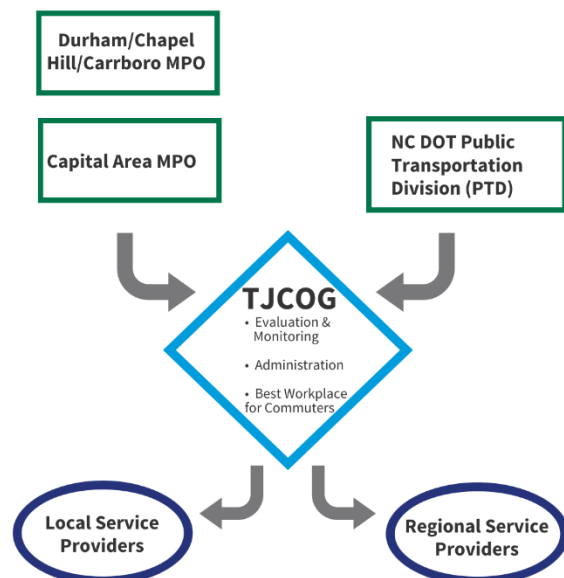 Durham/Chapel
Hill/Carrboro MPO
Capital Area MPO
NC DOT Public
Transportation
Division (PTD)
TJCOG
• Evaluation &
Monitoring
• Administration
• Best Workplace
for Commuters
Local Service
Providers
Regional Service
Providers